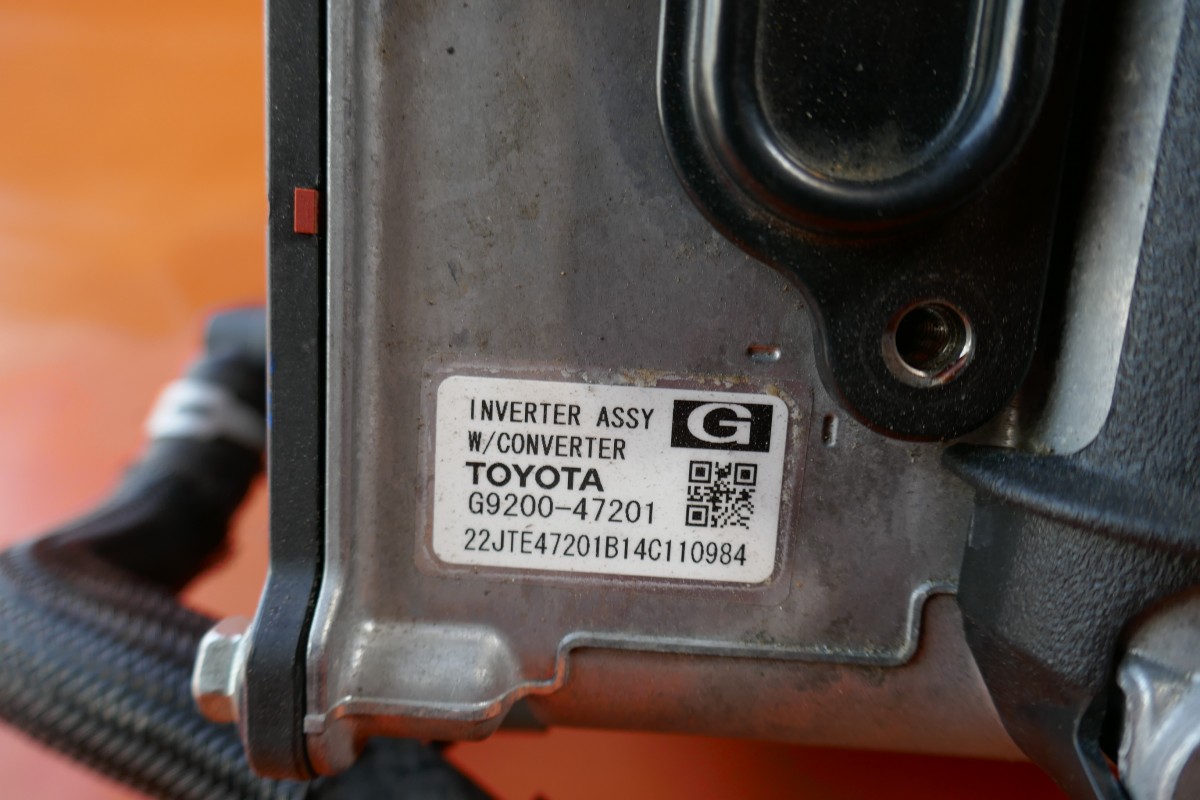 INVERTER ASSY G
W/CONVERTER
TOYOTA
G9200-47201
22JTE47201B14C110984